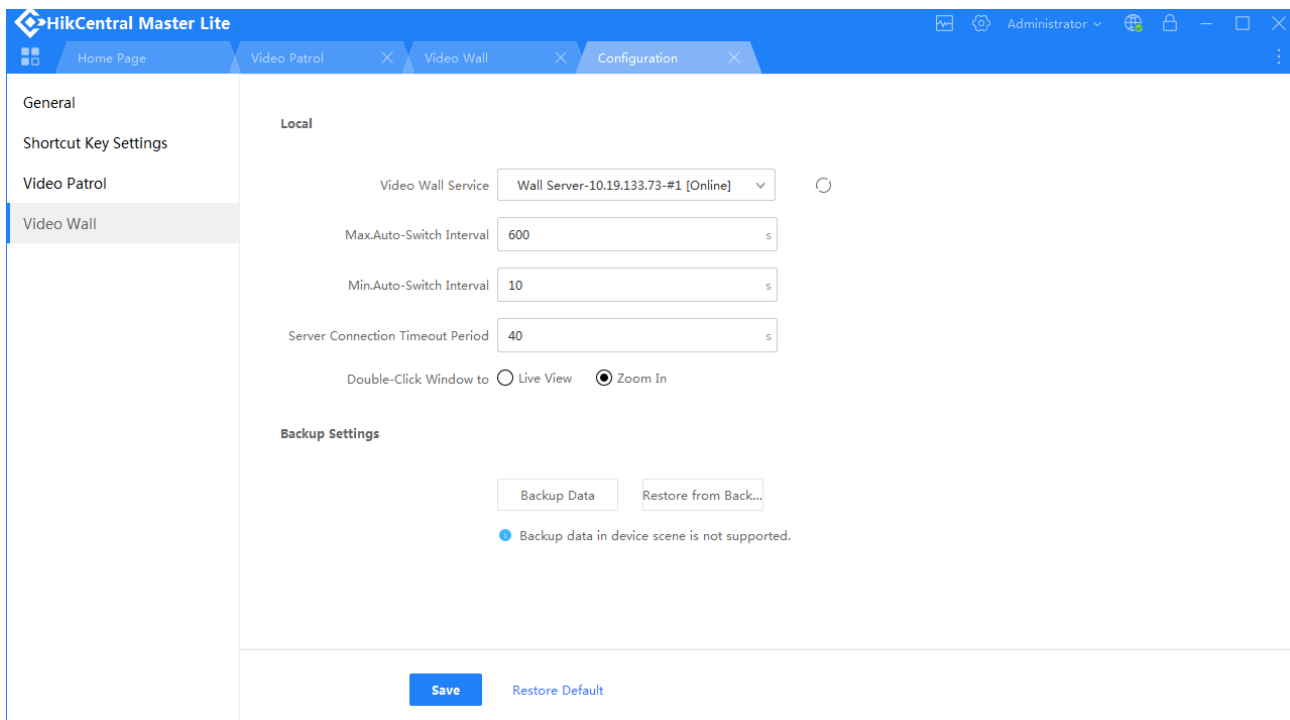 HikCentral Master Lite
Administrator
Home Page
Video Patrol
Video Wall
Configuration
General
Shortcut Key Settings
Video Patrol
Video Wall
Local
Video Wall Service Wall Server-10.19.133.73-#1 [Online]
Max.Auto-Switch Interval 600 s
Min.Auto-Switch Interval 10 s
Server Connection Timeout Period 40 s
Double-Click Window to Live View Zoom In
Backup Settings
Backup Data Restore from Back...
Backup data in device scene is not supported.
Save Restore Default